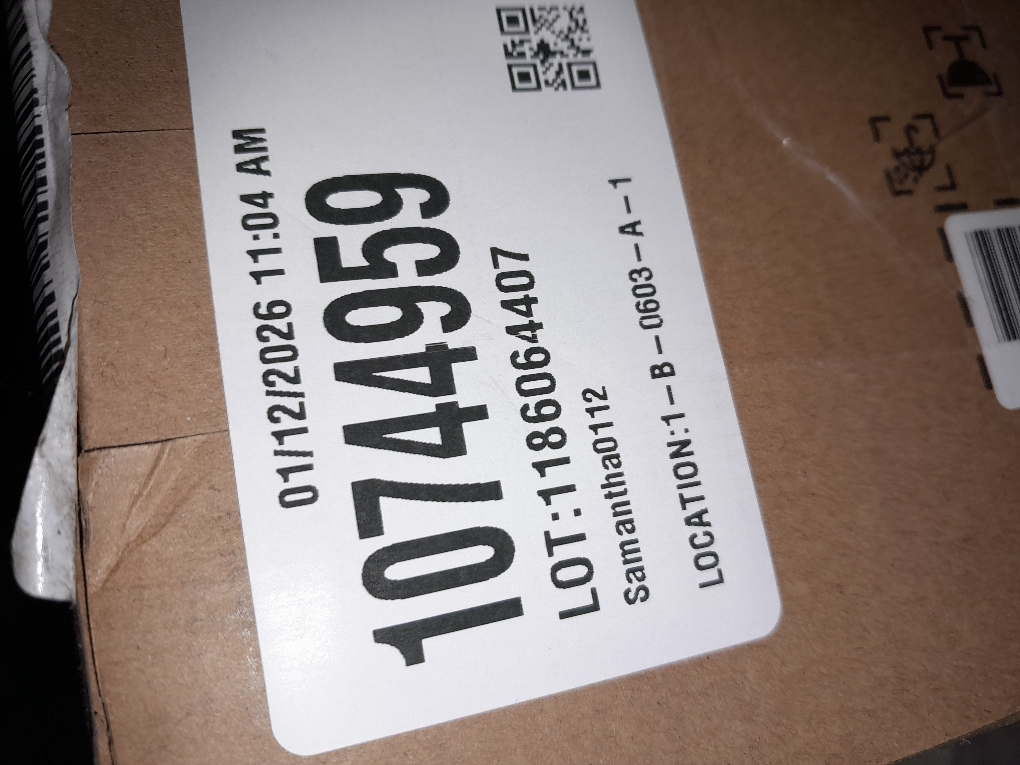 01/12/2026 11:04 AM
10744959
LOT:1186064407
Samantha0112
LOCATION:1-B-0603-A-1